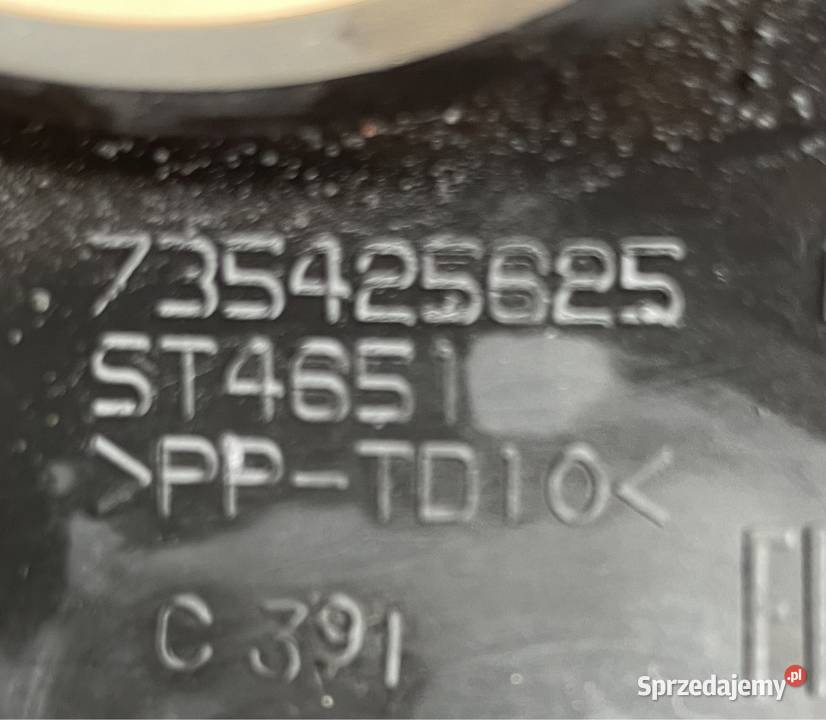 735425625
ST4651
>PP-TD10<
C 391
Sprzedajemy.pl